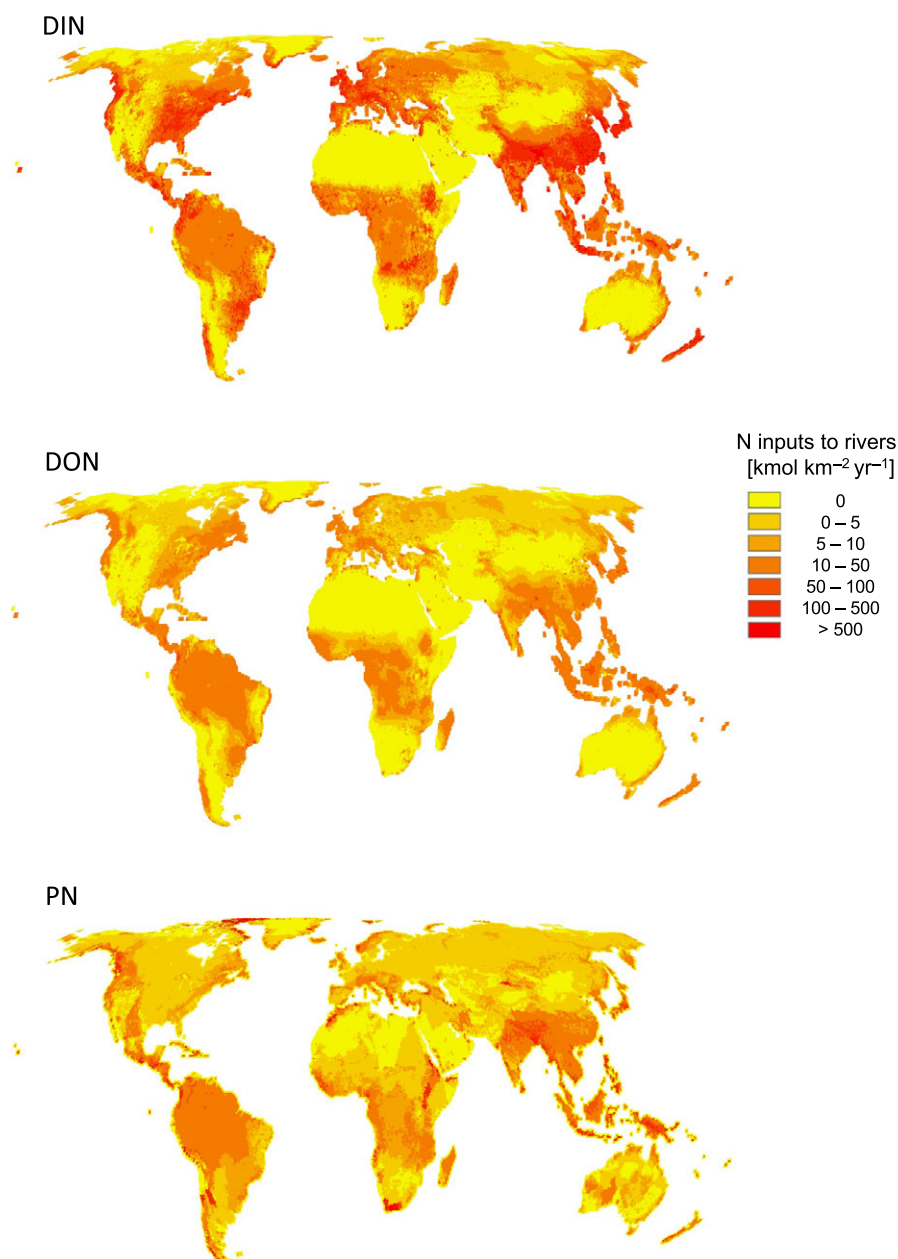 DIN
DON
N inputs to rivers
[kmol km⁻² yr⁻¹]
0
0 – 5
5 – 10
10 – 50
50 – 100
100 – 500
> 500
PN